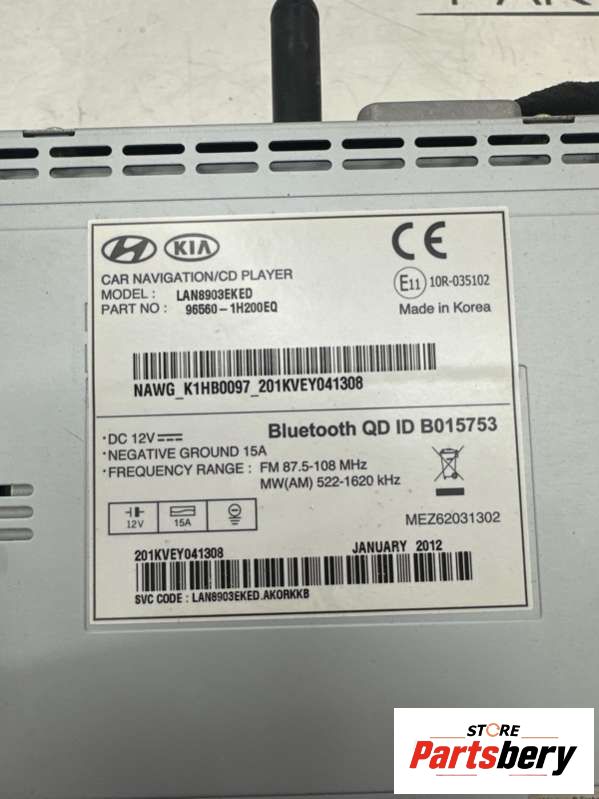 KIA
CE
CAR NAVIGATION/CD PLAYER
MODEL : LAN8903EKED
PART NO : 96560-1H200EQ
E11 10R-035102
Made in Korea
NAWG_K1HB0097_201KVEY041308
Bluetooth QD ID B015753
·DC 12V
·NEGATIVE GROUND 15A
·FREQUENCY RANGE : FM 87.5-108 MHz
MW(AM) 522-1620 kHz
12V
15A
MEZ62031302
201KVEY041308
JANUARY 2012
SVC CODE : LAN8903EKED.AKORKKB
STORE
Partsbery